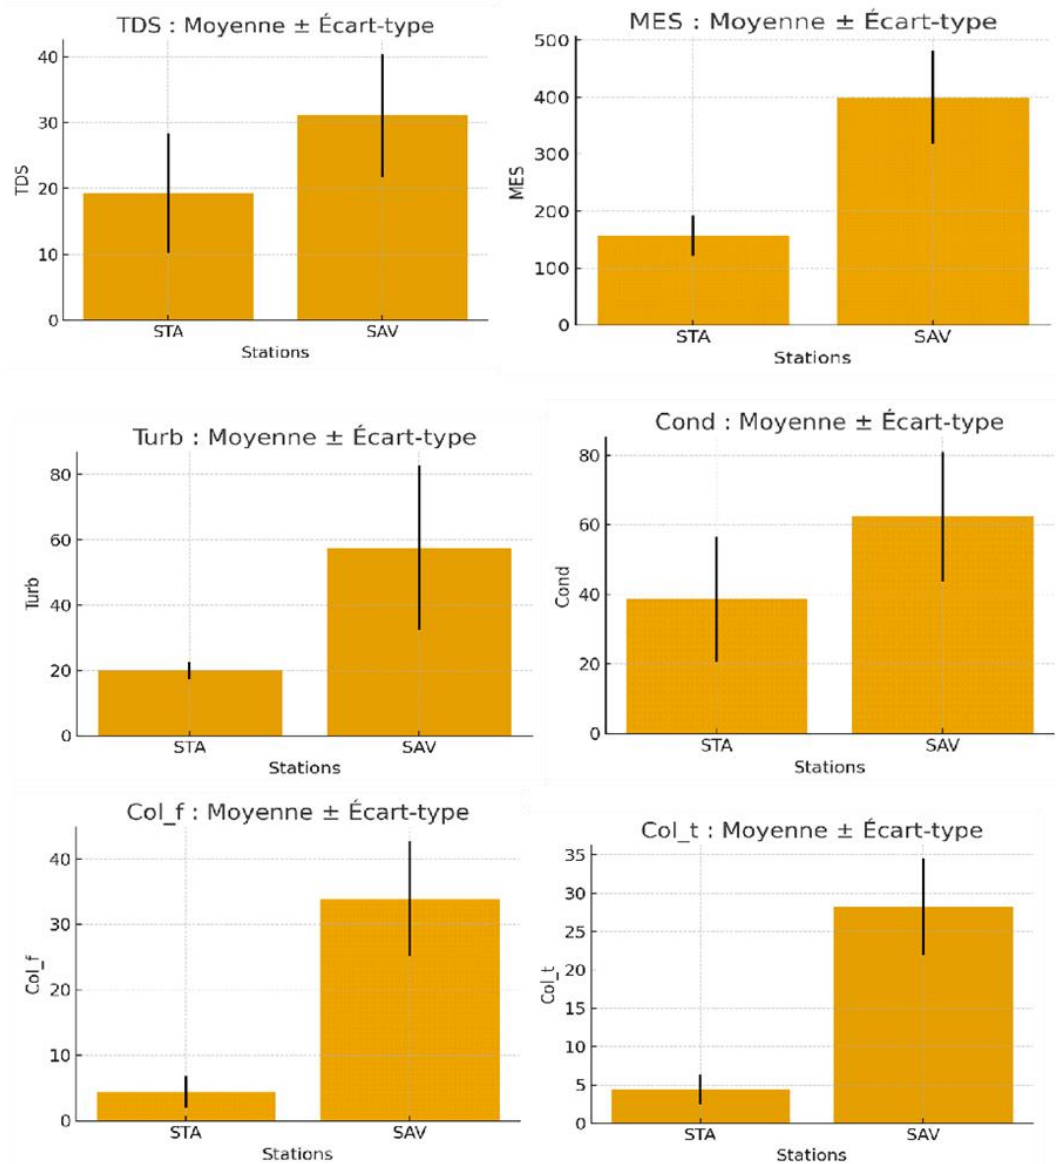 TDS : Moyenne ± Écart-type
TDS
40
30
20
10
0
STA SAV
Stations
MES : Moyenne ± Écart-type
MES
500
400
300
200
100
0
STA SAV
Stations
Turb : Moyenne ± Écart-type
Turb
80
60
40
20
0
STA SAV
Stations
Cond : Moyenne ± Écart-type
Cond
80
60
40
20
0
STA SAV
Stations
Col_f : Moyenne ± Écart-type
Col_f
40
30
20
10
0
STA SAV
Stations
Col_t : Moyenne ± Écart-type
Col_t
35
30
25
20
15
10
5
0
STA SAV
Stations